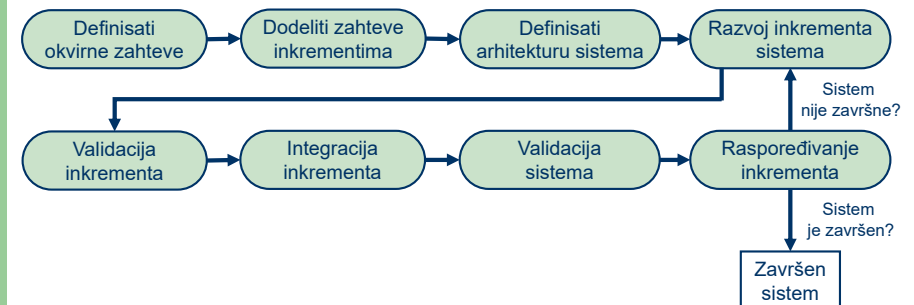 Definisati
okvirne zahteve
Dodeliti zahteve
inkrementima
Definisati
arhitekturu sistema
Razvoj inkrementa
sistema
Sistem
nije završne?
Validacija
inkrementa
Integracija
inkrementa
Validacija
sistema
Raspoređivanje
inkrementa
Sistem
je završen?
Završen
sistem